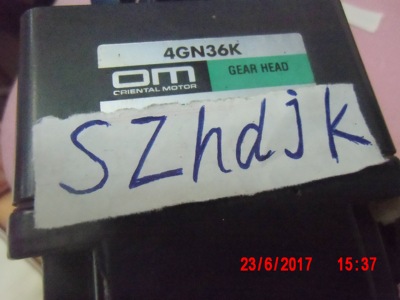 4GN36K
om
ORIENTAL MOTOR
GEAR HEAD
SZhdjk
23/6/2017 15:37